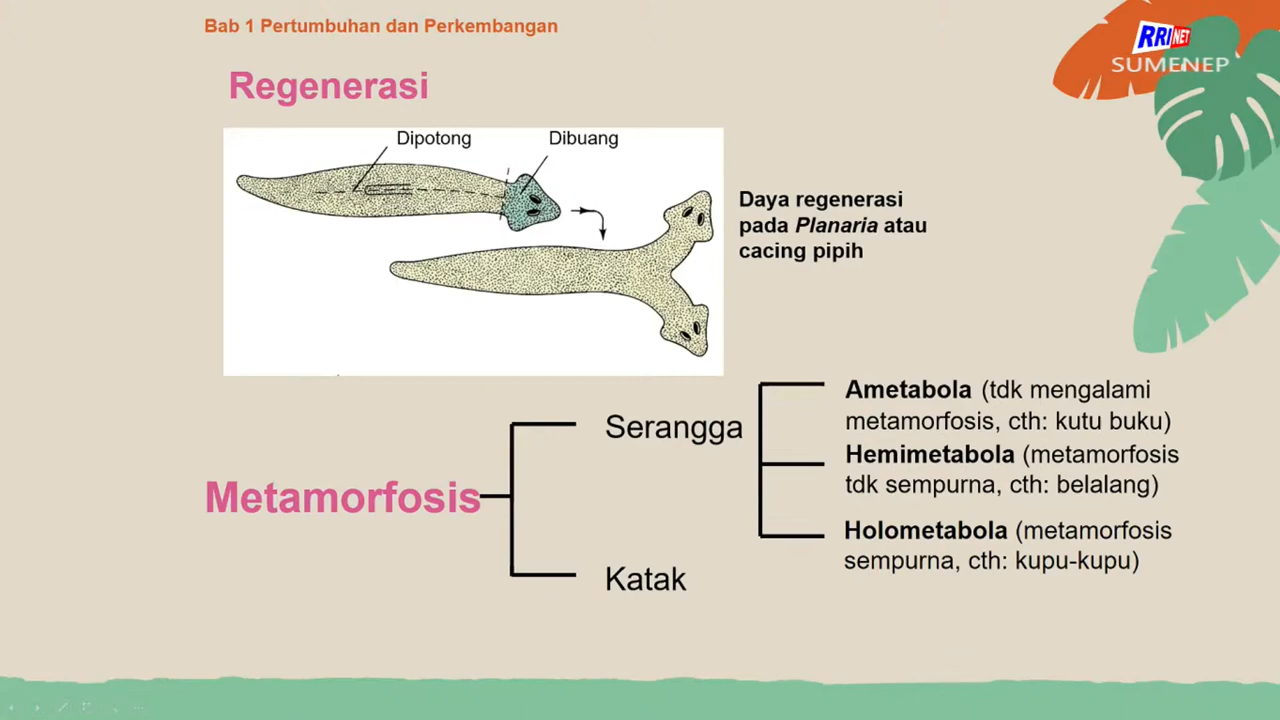 Bab 1 Pertumbuhan dan Perkembangan
RRI NET
SUMENEP
Regenerasi
Dipotong
Dibuang
Daya regenerasi
pada Planaria atau
cacing pipih
Metamorfosis
Serangga
Katak
Ametabola (tdk mengalami
metamorfosis, cth: kutu buku)
Hemimetabola (metamorfosis
tdk sempurna, cth: belalang)
Holometabola (metamorfosis
sempurna, cth: kupu-kupu)